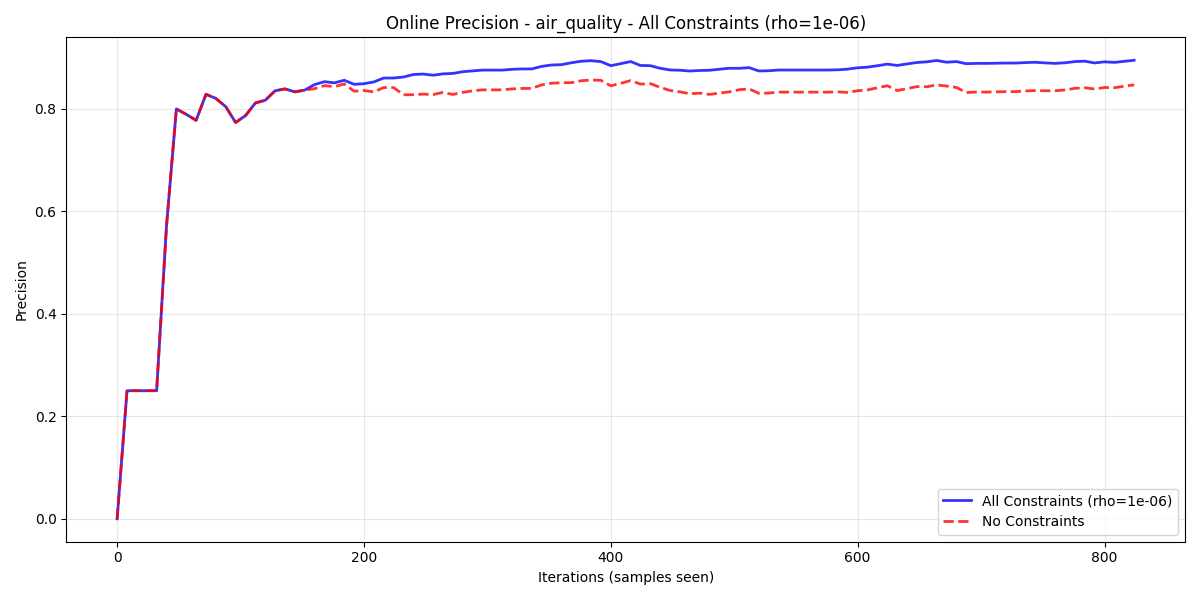 Online Precision - air_quality - All Constraints (rho=1e-06)
Precision
0.8
0.6
0.4
0.2
0.0
0 200 400 600 800
Iterations (samples seen)
All Constraints (rho=1e-06)
No Constraints